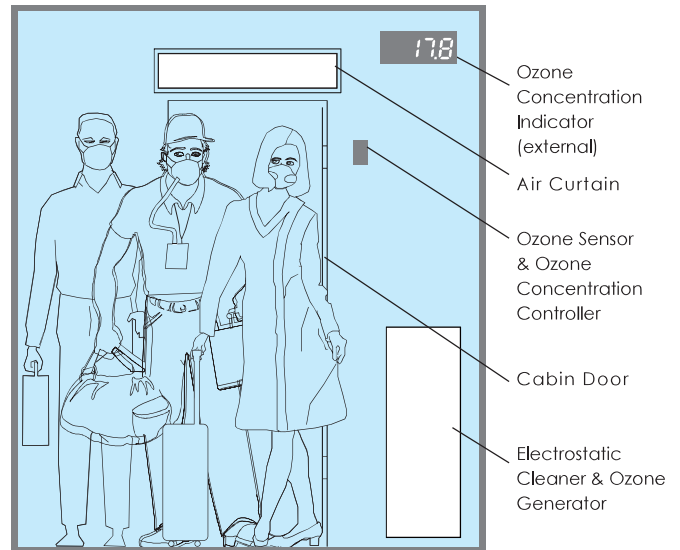 17.8
Ozone
Concentration
Indicator
(external)
Air Curtain
Ozone Sensor
& Ozone
Concentration
Controller
Cabin Door
Electrostatic
Cleaner & Ozone
Generator